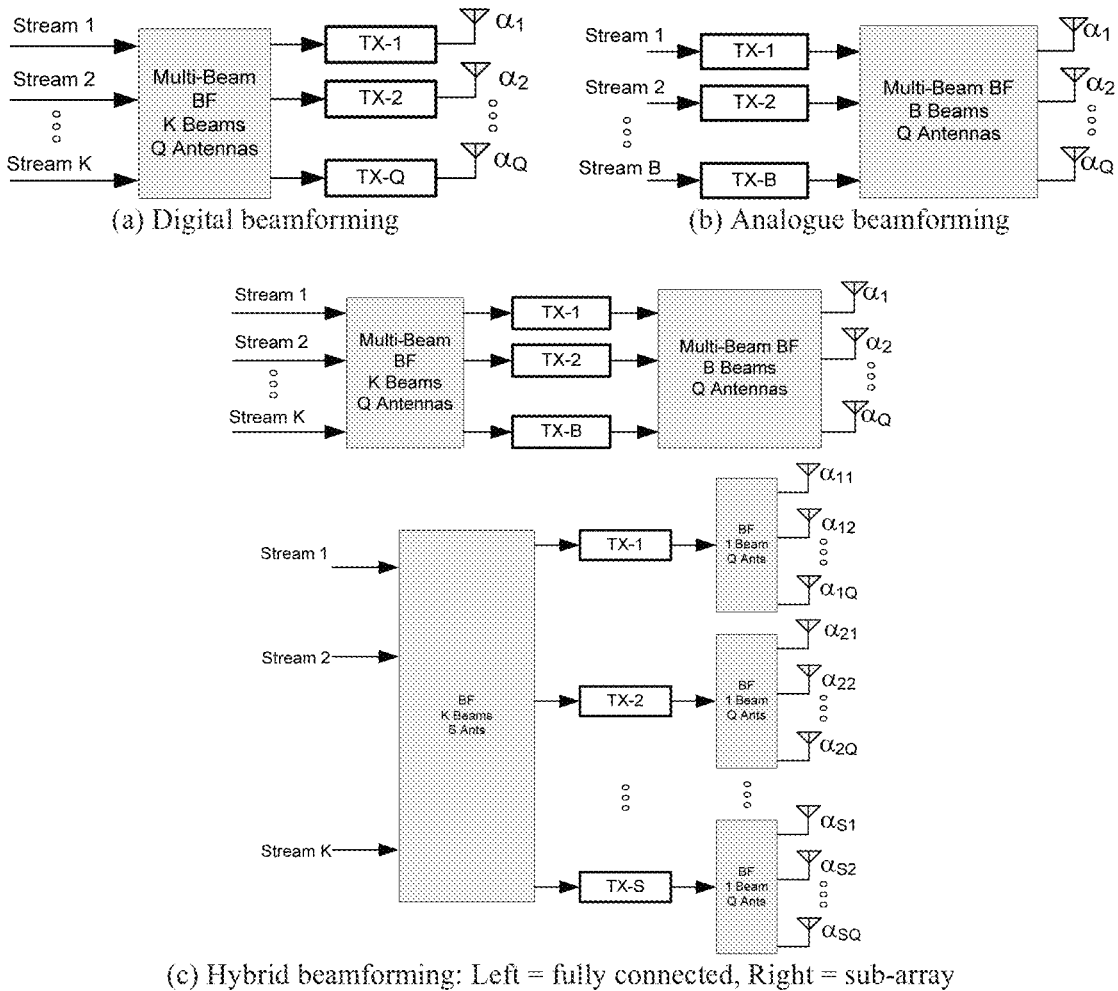 Stream 1
Stream 2
Stream K
Multi-Beam
BF
K Beams
Q Antennas
TX-1
TX-2
TX-Q
α1
α2
αQ
(a) Digital beamforming
Stream 1
Stream 2
Stream B
TX-1
TX-2
TX-B
Multi-Beam BF
B Beams
Q Antennas
α1
α2
αQ
(b) Analogue beamforming
Stream 1
Stream 2
Stream K
Multi-Beam
BF
K Beams
Q Antennas
TX-1
TX-2
TX-B
Multi-Beam BF
B Beams
Q Antennas
α1
α2
αQ
Stream 1
Stream 2
Stream K
BF
K Beams
S Ants
TX-1
TX-2
TX-S
BF
1 Beam
Q Ants
α11
α12
α1Q
BF
1 Beam
Q Ants
α21
α22
α2Q
BF
1 Beam
Q Ants
αS1
αS2
αSQ
(c) Hybrid beamforming: Left = fully connected, Right = sub-array